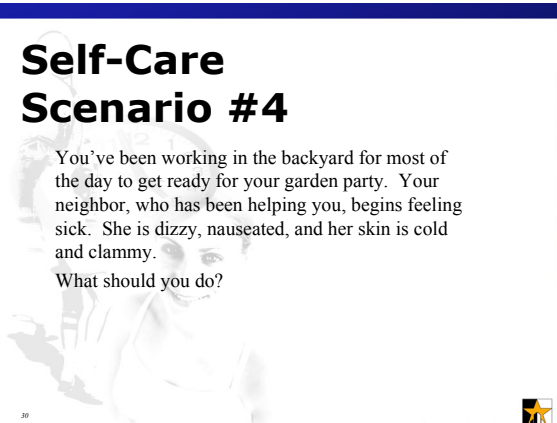 Self-Care
Scenario #4
You've been working in the backyard for most of
the day to get ready for your garden party.  Your
neighbor, who has been helping you, begins feeling
sick.  She is dizzy, nauseated, and her skin is cold
and clammy.
What should you do?
30